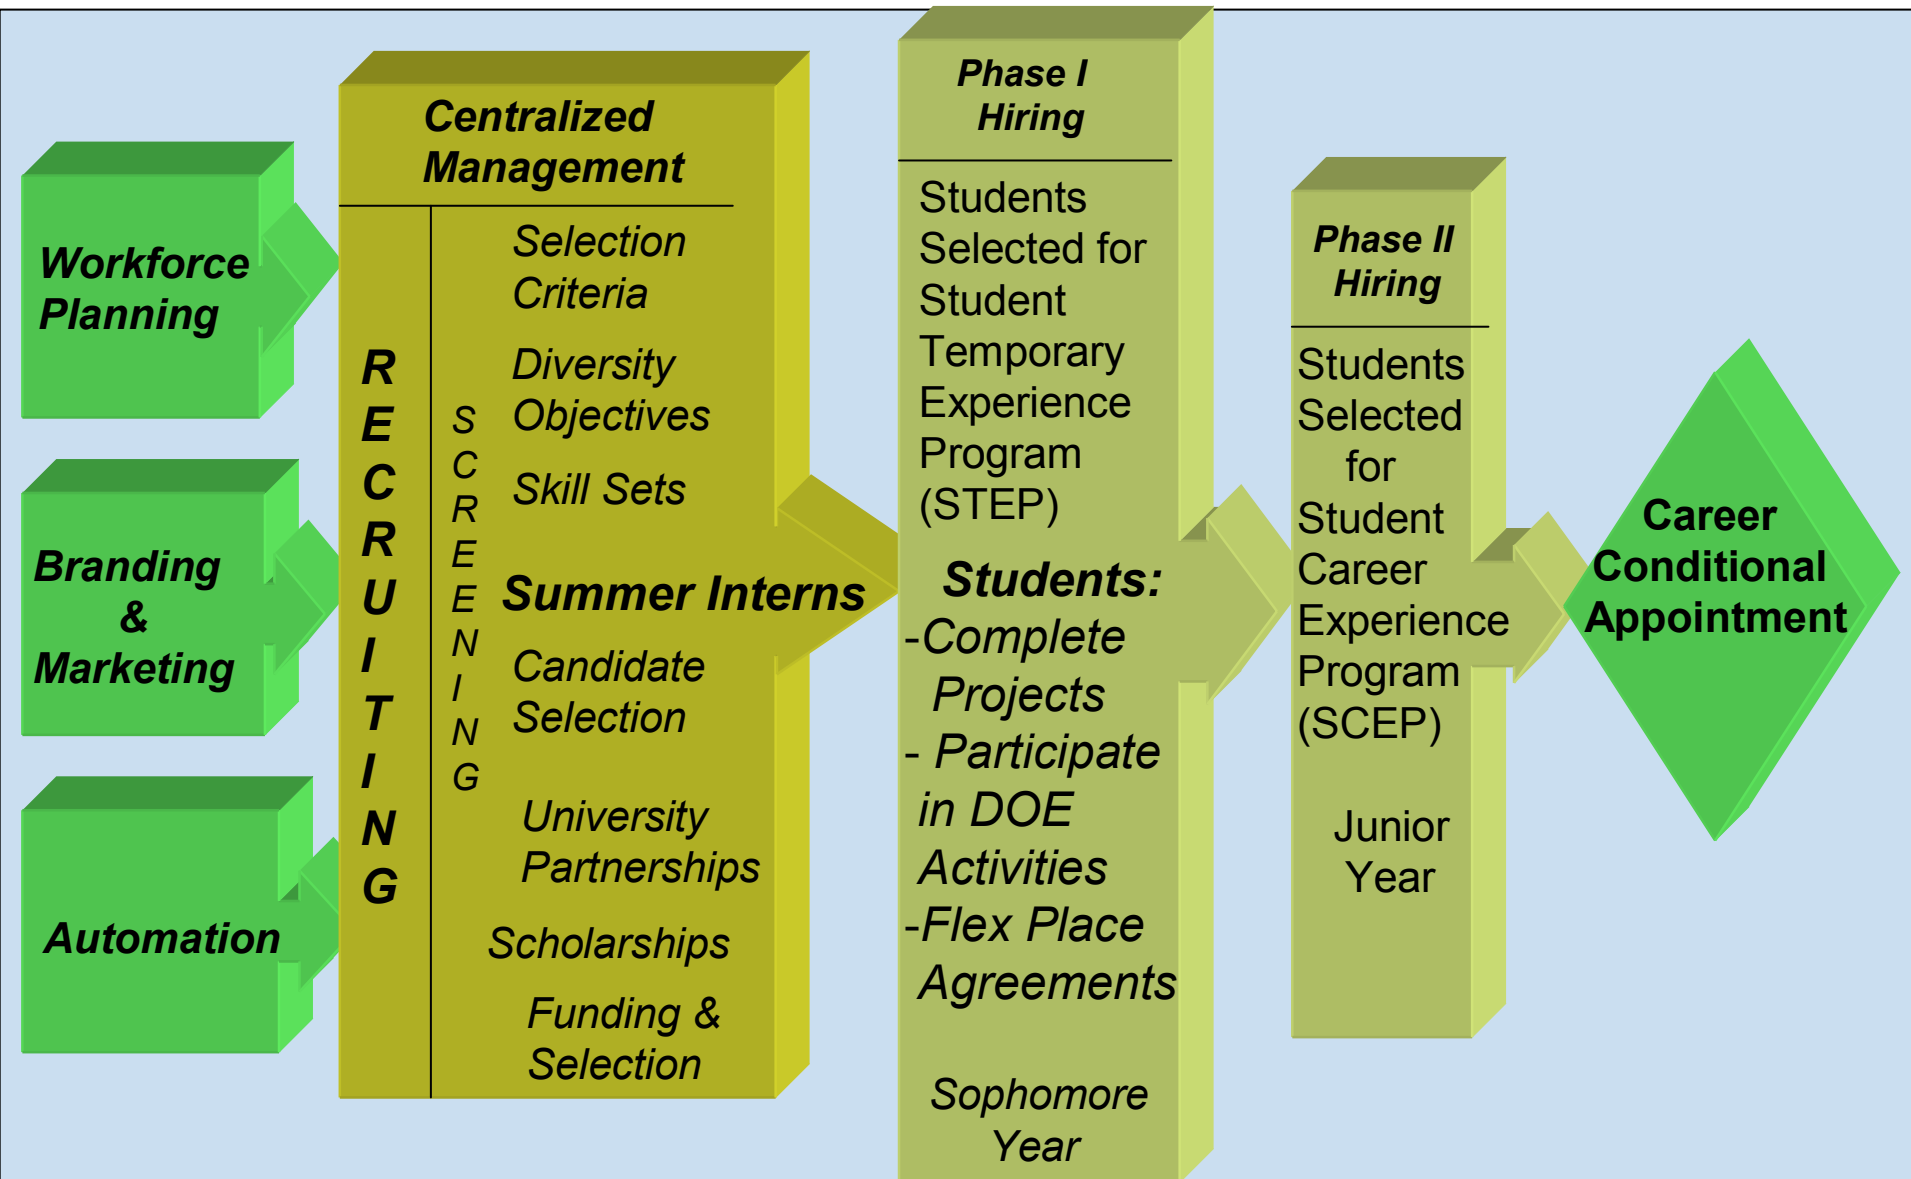 Workforce
Planning
Branding
&
Marketing
Automation
Centralized
Management
RECRUITING
SCREENING
Selection
Criteria
Diversity
Objectives
Skill Sets
Summer Interns
Candidate
Selection
University
Partnerships
Scholarships
Funding &
Selection
Phase I
Hiring
Students
Selected for
Student
Temporary
Experience
Program
(STEP)
Students:
-Complete
Projects
- Participate
in DOE
Activities
-Flex Place
Agreements
Sophomore
Year
Phase II
Hiring
Students
Selected
for
Student
Career
Experience
Program
(SCEP)
Junior
Year
Career
Conditional
Appointment